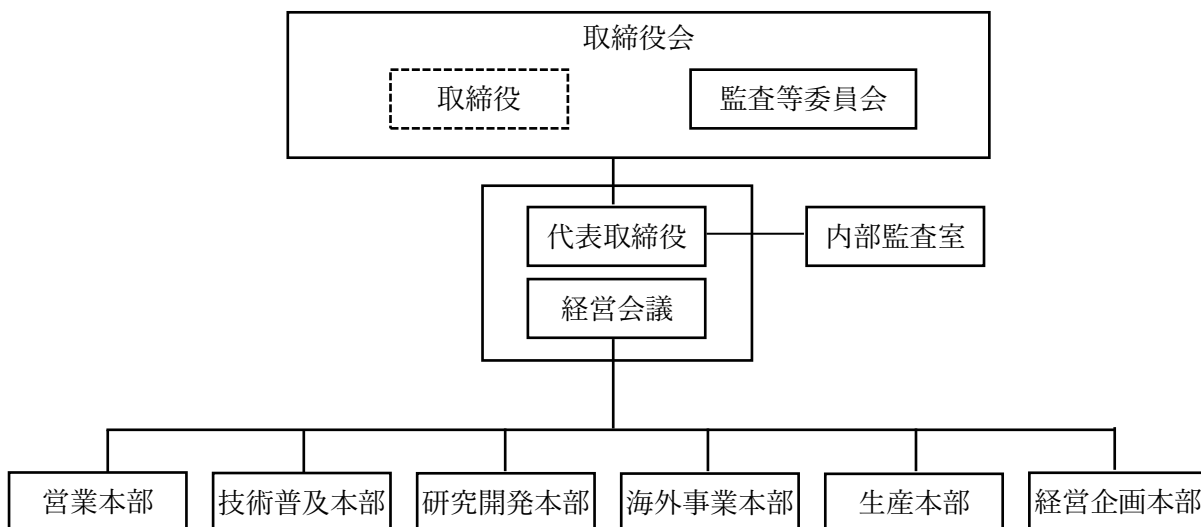 取締役会
取締役
監査等委員会
代表取締役
内部監査室
経営会議
営業本部
技術普及本部
研究開発本部
海外事業本部
生産本部
経営企画本部